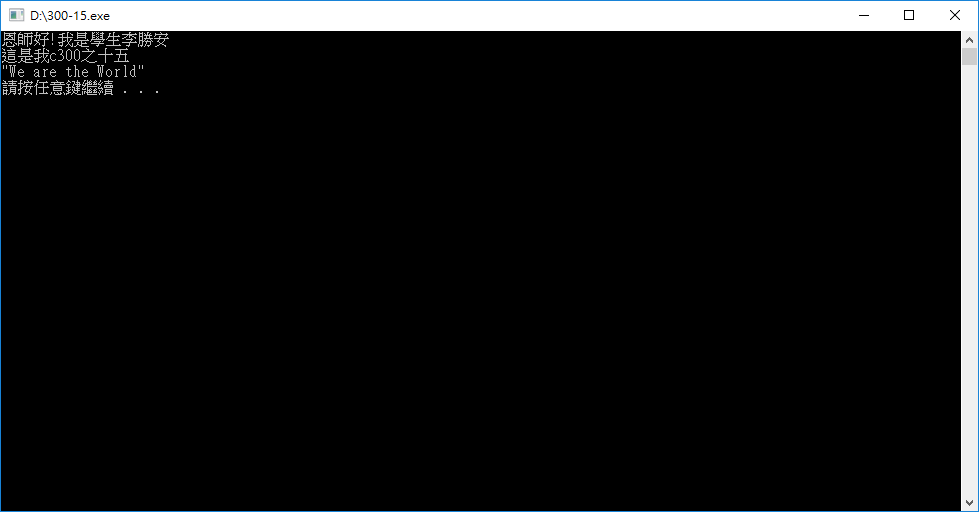 D:\300-15.exe
恩師好!我是學生李勝安
這是我c300之十五
"We are the World"
請按任意鍵繼續 . . .